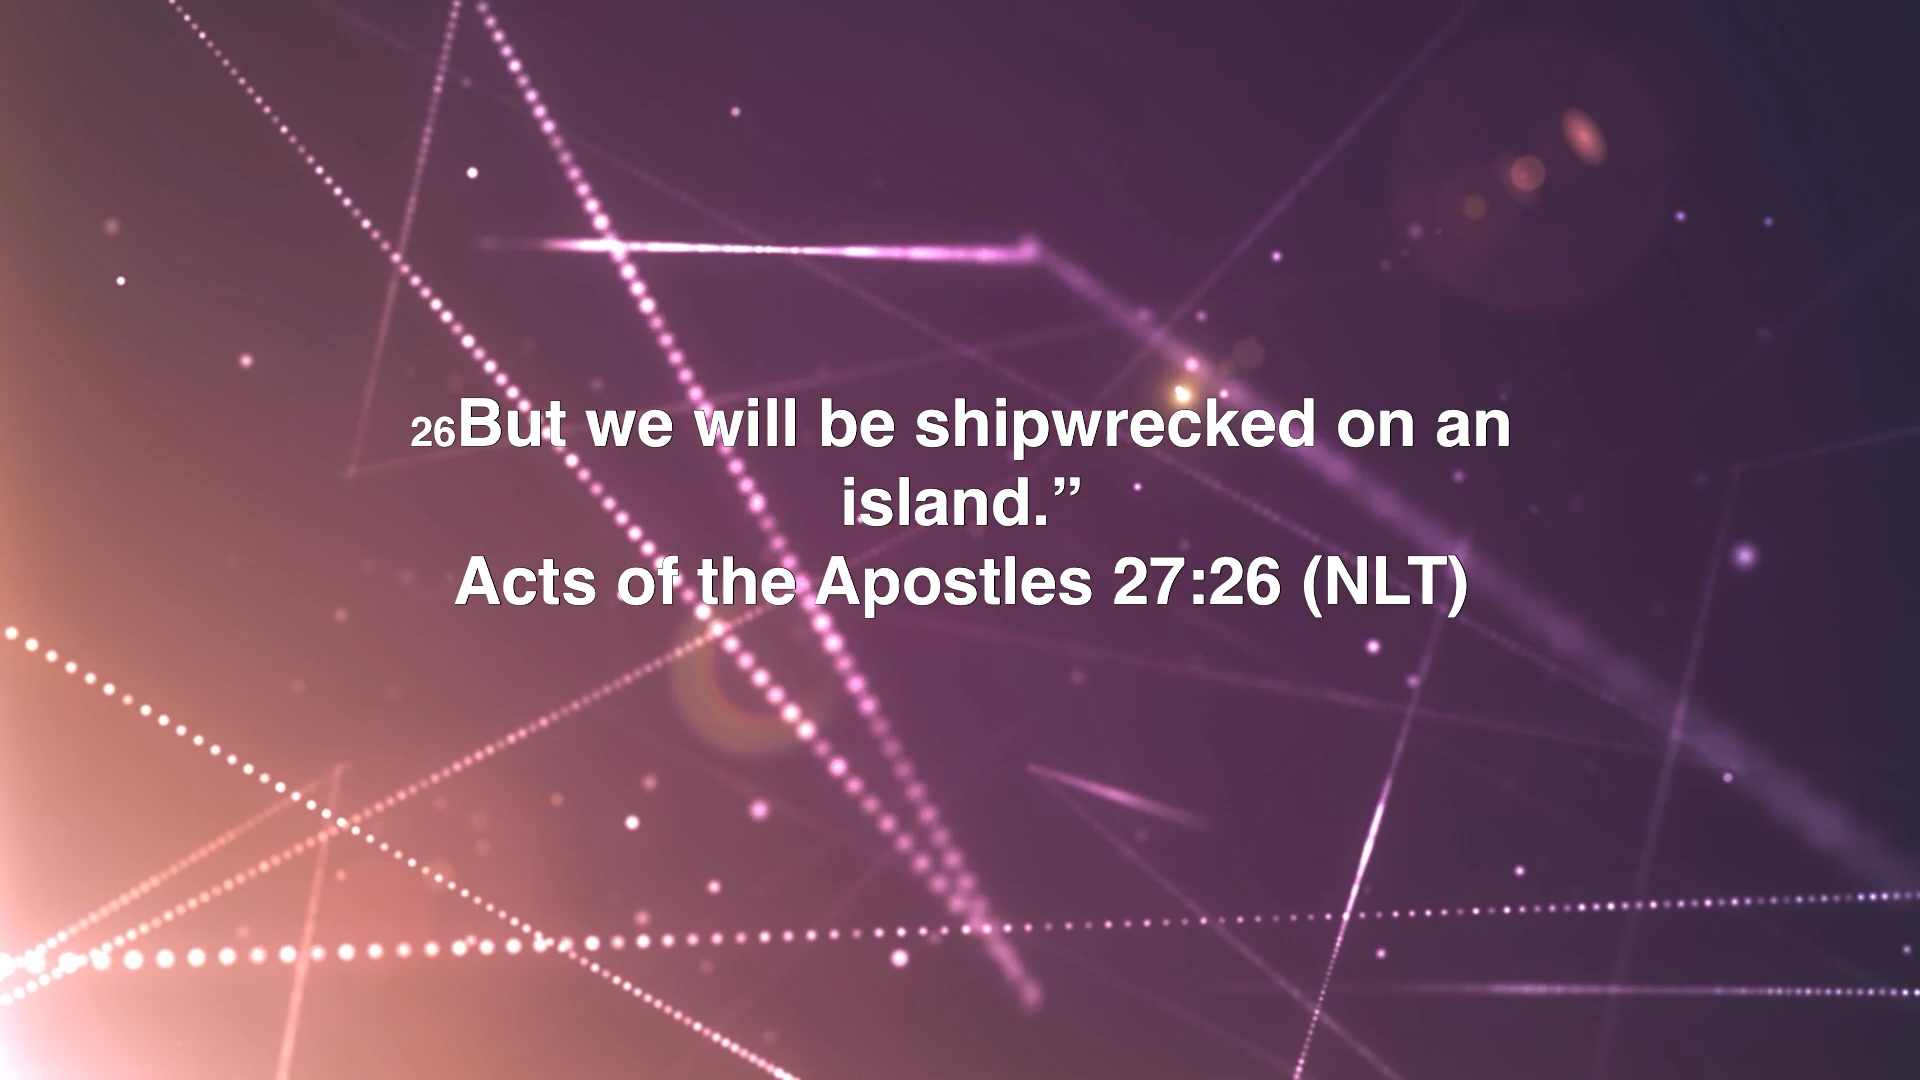 26But we will be shipwrecked on an
island.”
Acts of the Apostles 27:26 (NLT)